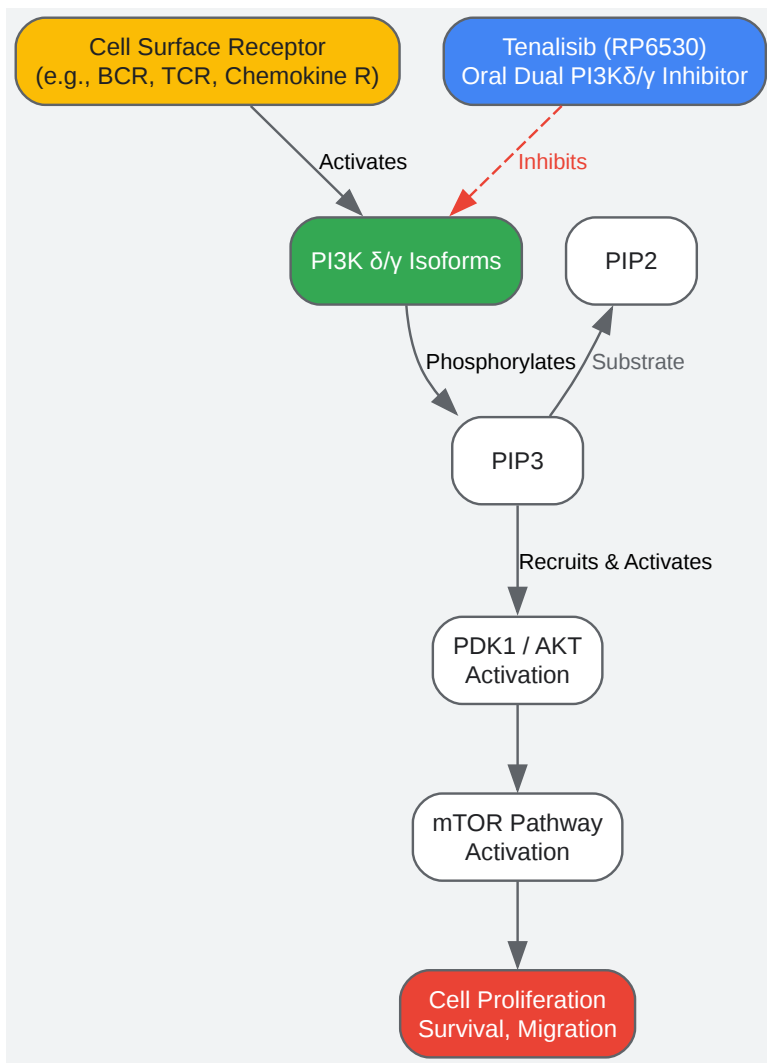 Cell Surface Receptor
(e.g., BCR, TCR, Chemokine R)
Tenalisib (RP6530)
Oral Dual PI3Kδ/γ Inhibitor
Activates
Inhibits
PI3K δ/γ Isoforms
PIP2
Phosphorylates
Substrate
PIP3
Recruits & Activates
PDK1 / AKT
Activation
mTOR Pathway
Activation
Cell Proliferation
Survival, Migration